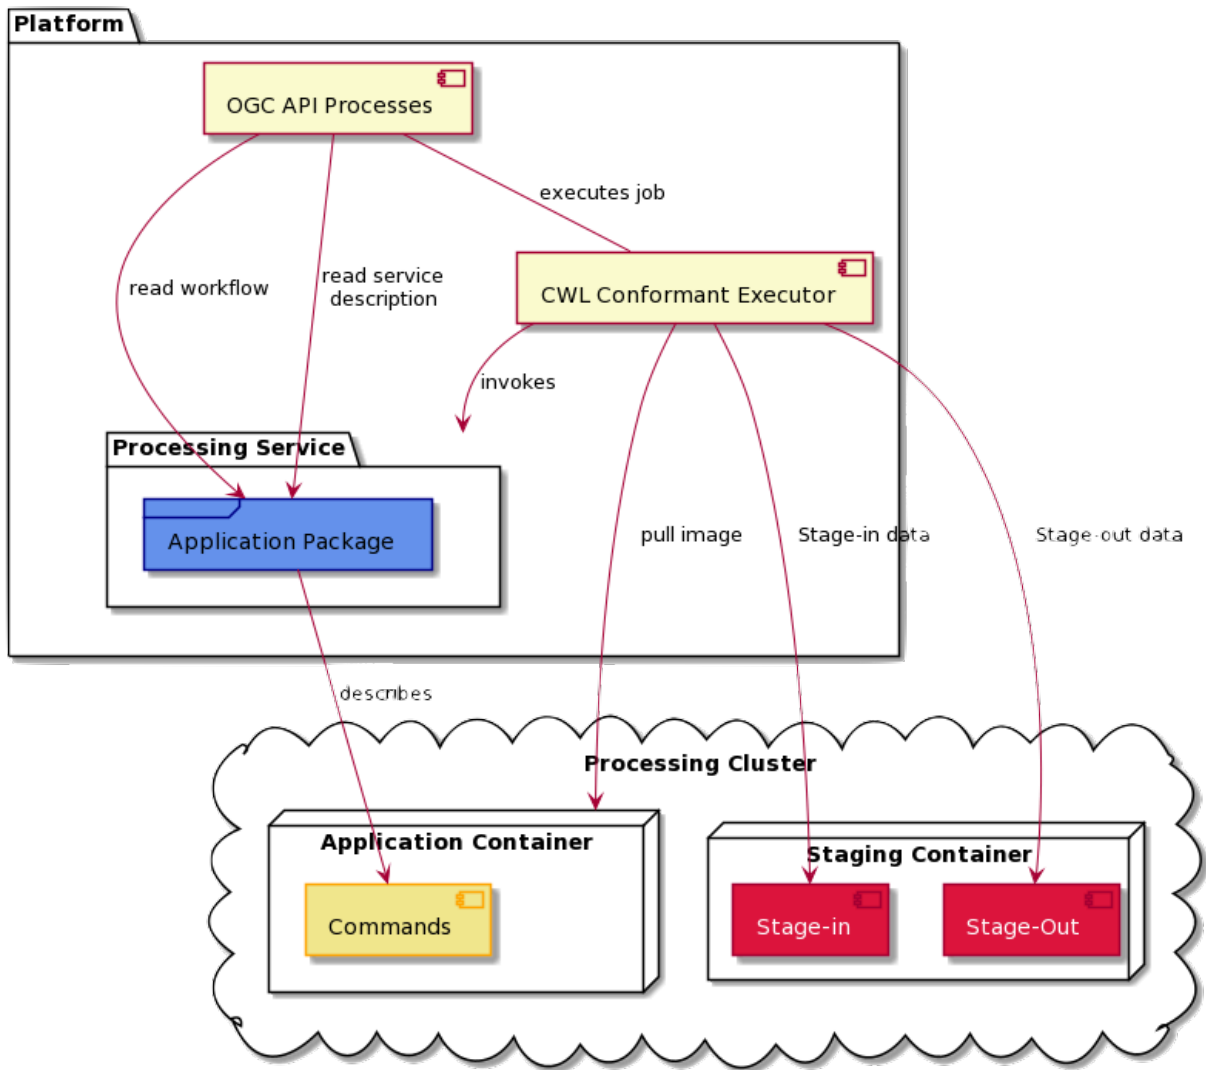 Platform
OGC API Processes
executes job
read workflow
read service
description
CWL Conformant Executor
invokes
Processing Service
Application Package
pull image
Stage-in data
Stage-out data
describes
Processing Cluster
Application Container
Staging Container
Commands
Stage-in
Stage-Out